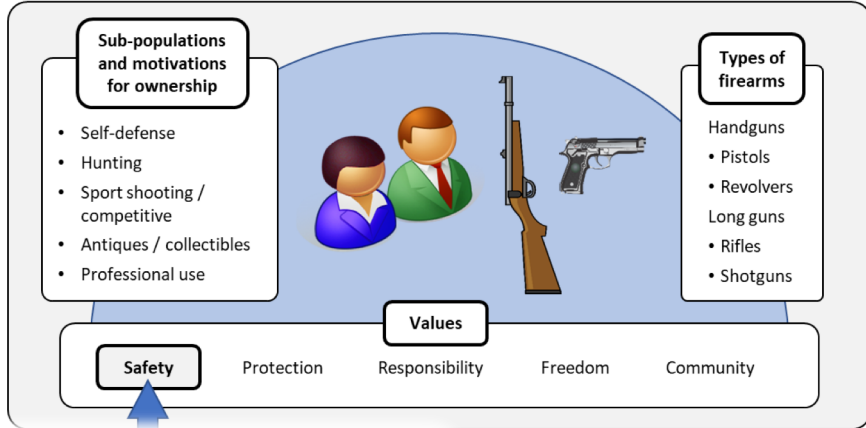 Sub-populations
and motivations
for ownership
• Self-defense
• Hunting
• Sport shooting /
competitive
• Antiques / collectibles
• Professional use
Types of
firearms
Handguns
• Pistols
• Revolvers
Long guns
• Rifles
• Shotguns
Values
Safety Protection Responsibility Freedom Community